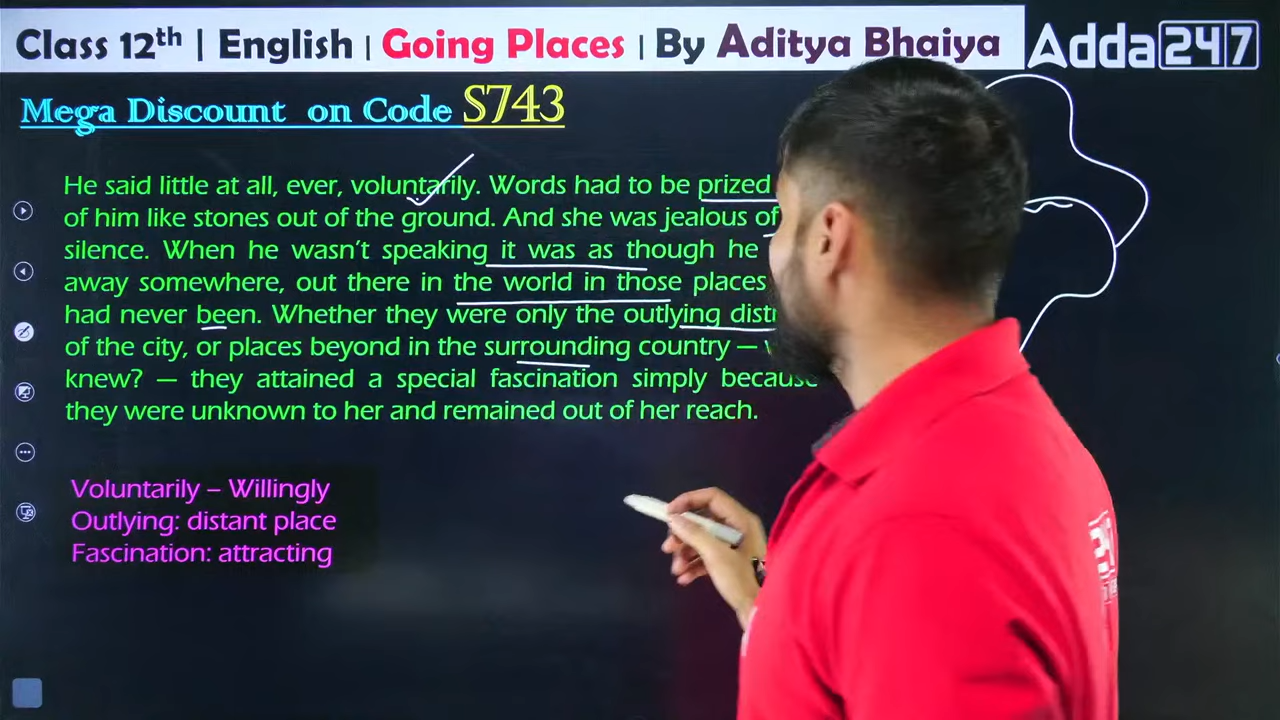 Class 12th | English | Going Places | By Aditya Bhaiya
Adda247
Mega Discount on Code S743
He said little at all, ever, voluntarily. Words had to be prized
of him like stones out of the ground. And she was jealous of
silence. When he wasn't speaking it was as though he
away somewhere, out there in the world in those places
had never been. Whether they were only the outlying
of the city, or places beyond in the surrounding country —
knew? — they attained a special fascination simply because
they were unknown to her and remained out of her reach.
Voluntarily – Willingly
Outlying: distant place
Fascination: attracting